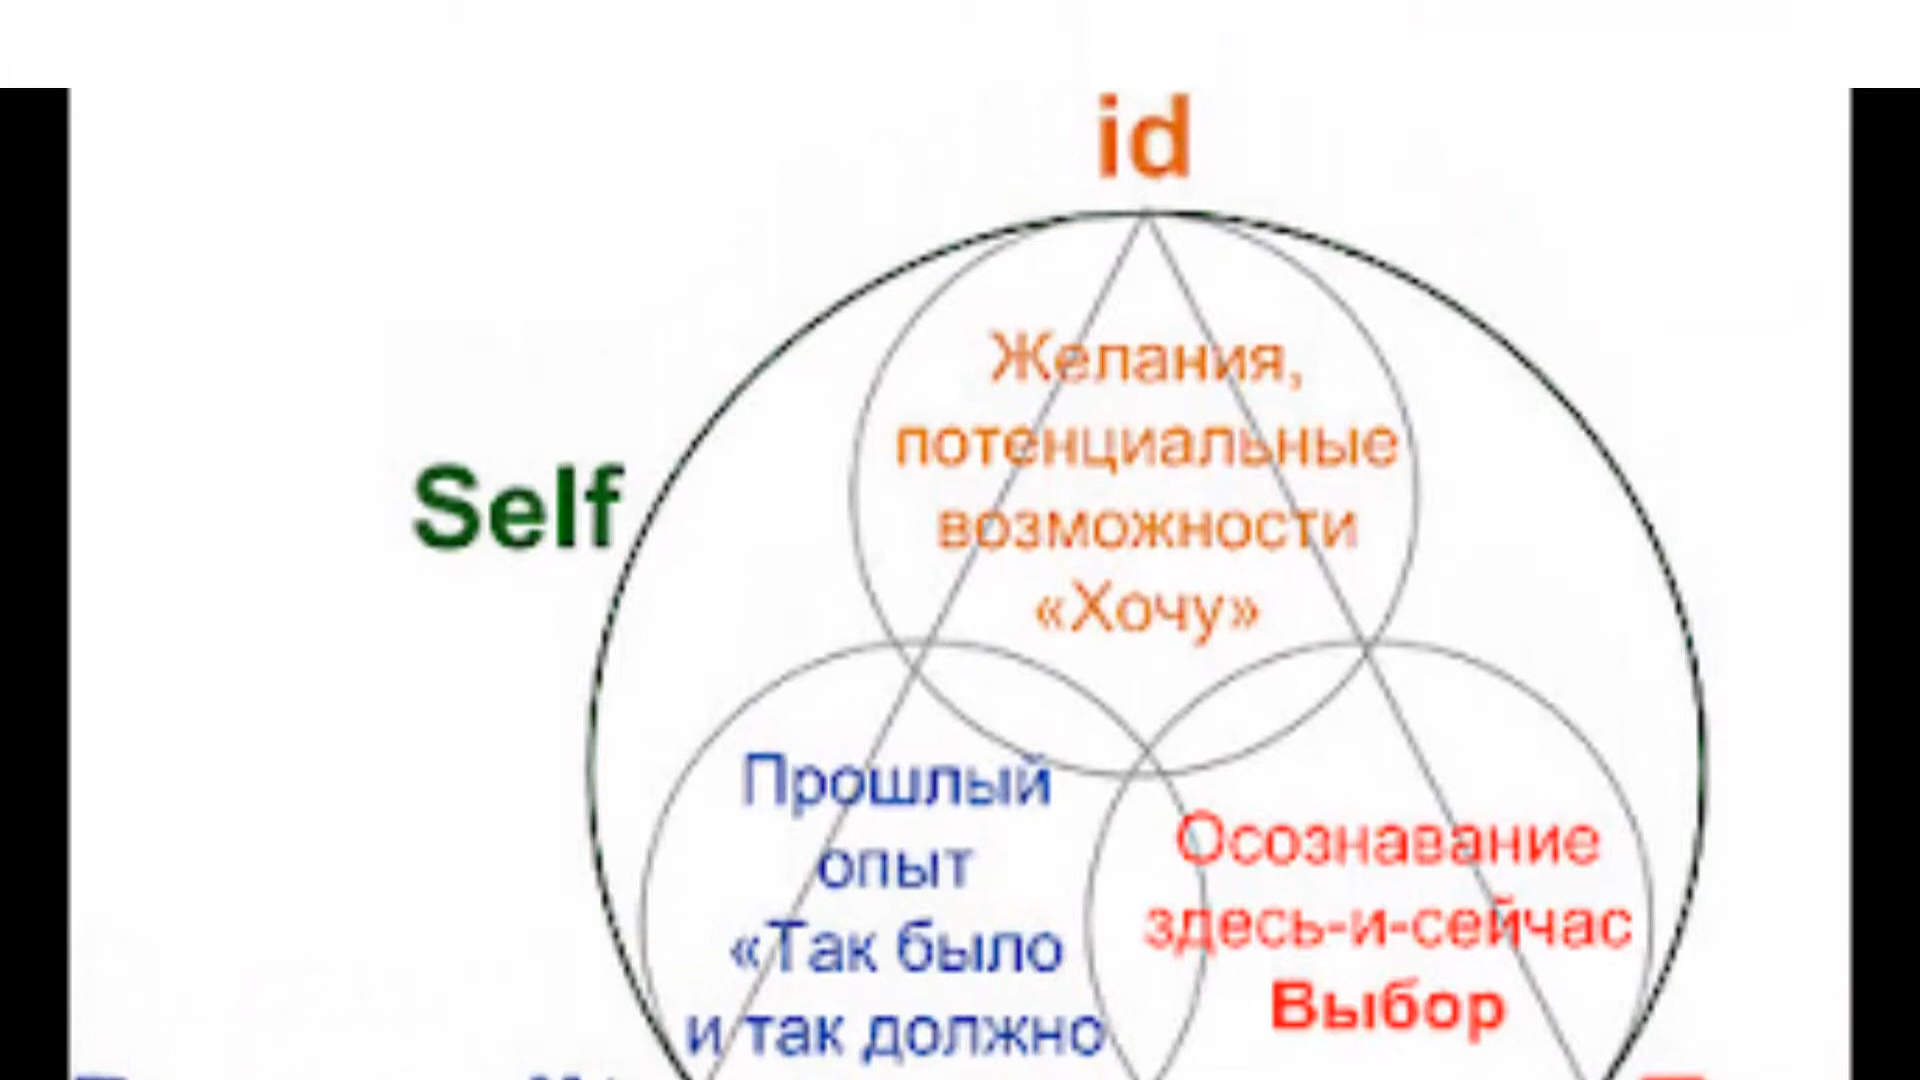 id
Self
Желания,
потенциальные
возможности
«Хочу»
Прошлый
опыт
«Так было
и так должно
Осознавание
здесь-и-сейчас
Выбор